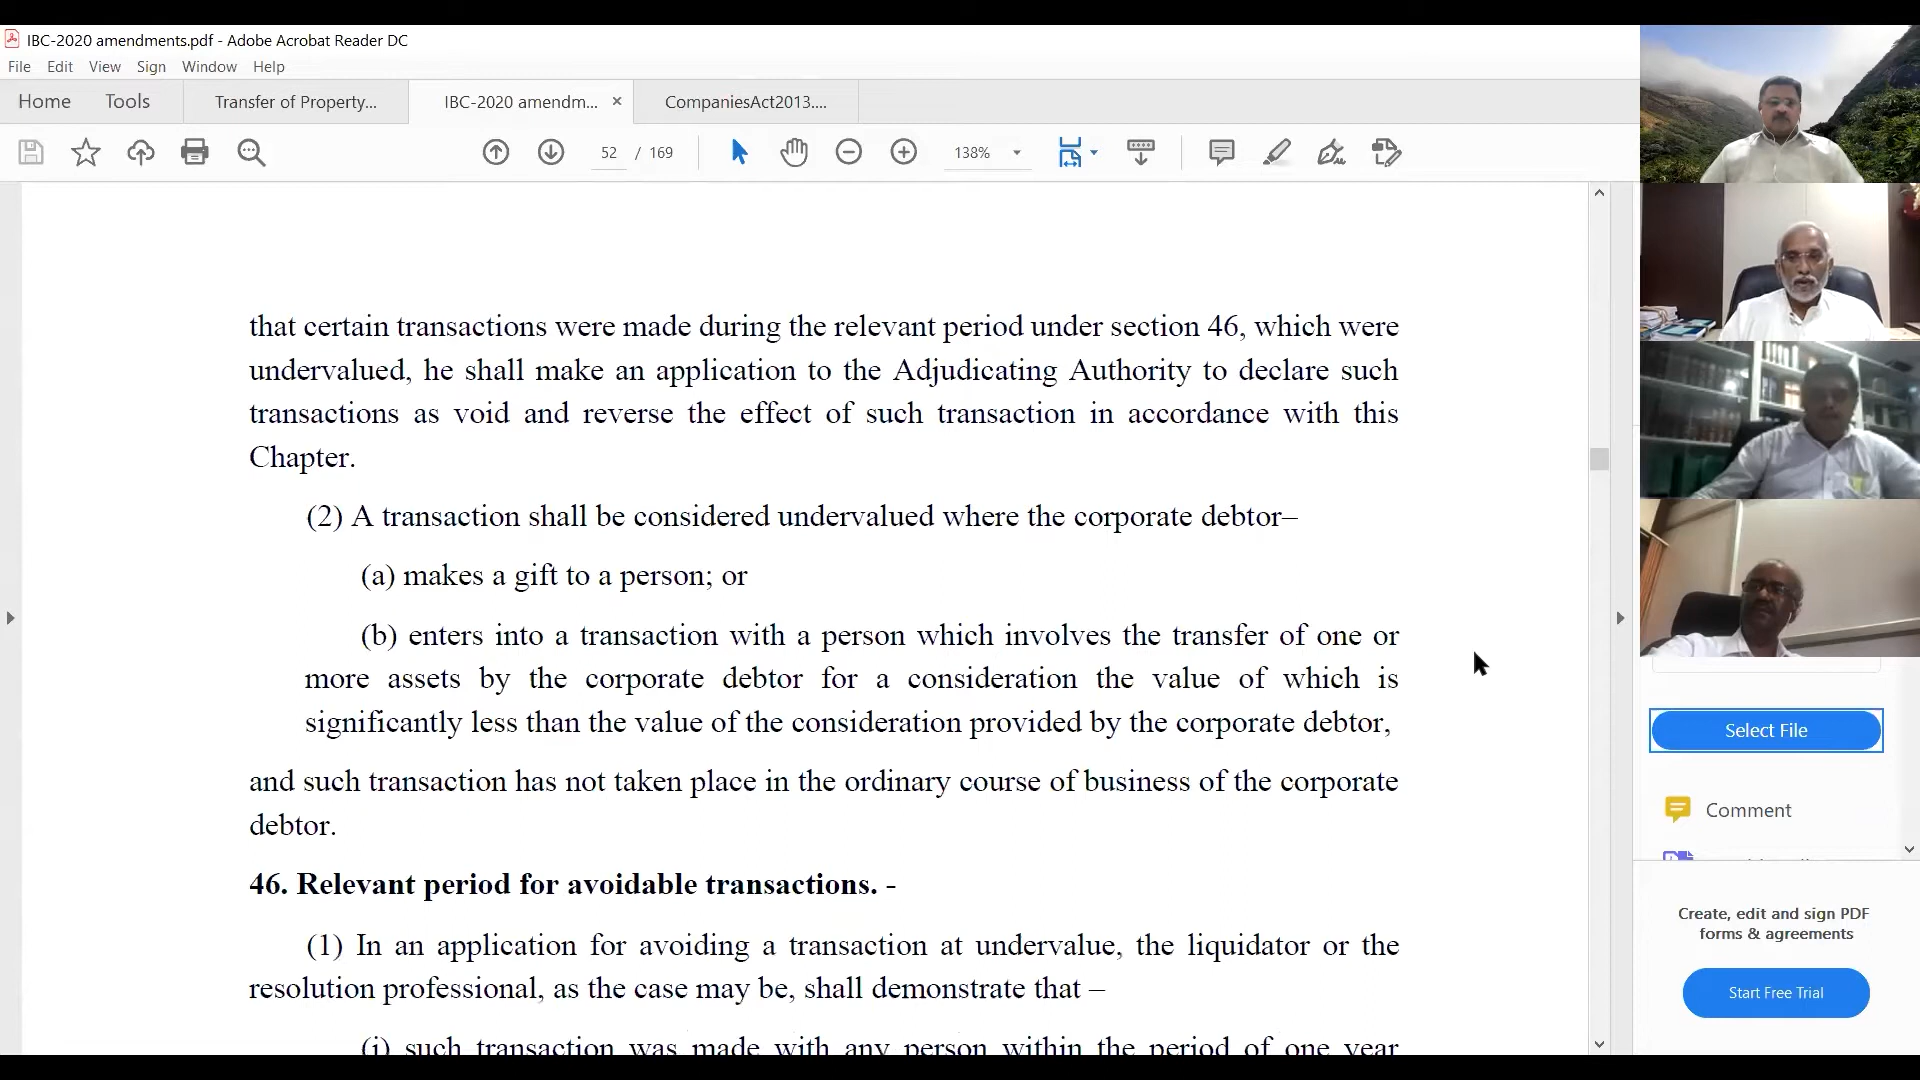 IBC-2020 amendments.pdf - Adobe Acrobat Reader DC
File Edit View Sign Window Help
Home Tools Transfer of Property... IBC-2020 amendm... × CompaniesAct2013....
52 / 169 138%
that certain transactions were made during the relevant period under section 46, which were
undervalued, he shall make an application to the Adjudicating Authority to declare such
transactions as void and reverse the effect of such transaction in accordance with this
Chapter.
(2) A transaction shall be considered undervalued where the corporate debtor–
(a) makes a gift to a person; or
(b) enters into a transaction with a person which involves the transfer of one or
more assets by the corporate debtor for a consideration the value of which is
significantly less than the value of the consideration provided by the corporate debtor,
and such transaction has not taken place in the ordinary course of business of the corporate
debtor.
46. Relevant period for avoidable transactions. -
(1) In an application for avoiding a transaction at undervalue, the liquidator or the
resolution professional, as the case may be, shall demonstrate that –
(i) such transaction was made with any person within the period of one year
Select File
Comment
Create, edit and sign PDF
forms & agreements
Start Free Trial